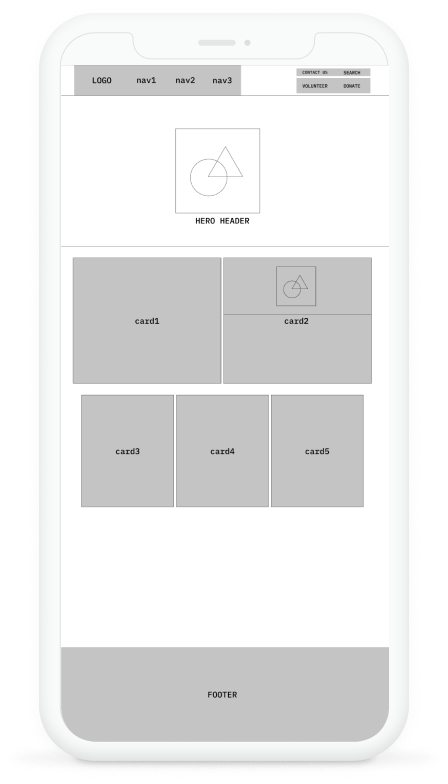 LOGO nav1 nav2 nav3
CONTACT US SEARCH
VOLUNTEER DONATE
HERO HEADER
card1
card2
card3 card4 card5
FOOTER